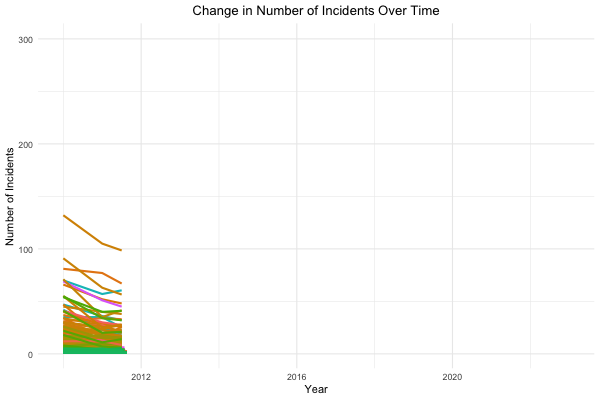 Change in Number of Incidents Over Time
300
200
100
0
Number of Incidents
2012
2016
2020
Year